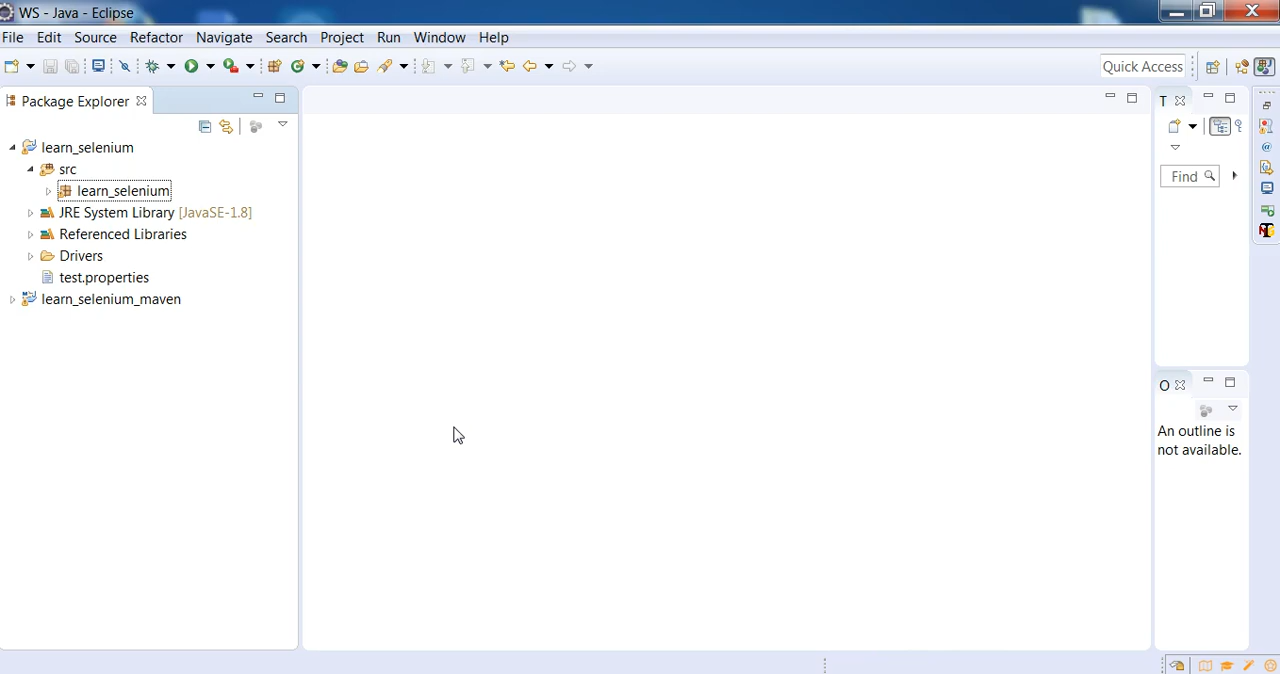 WS - Java - Eclipse
File Edit Source Refactor Navigate Search Project Run Window Help
Quick Access
Package Explorer
T
learn_selenium
src
Find
learn_selenium
JRE System Library [JavaSE-1.8]
Referenced Libraries
Drivers
test.properties
learn_selenium_maven
O
An outline is
not available.